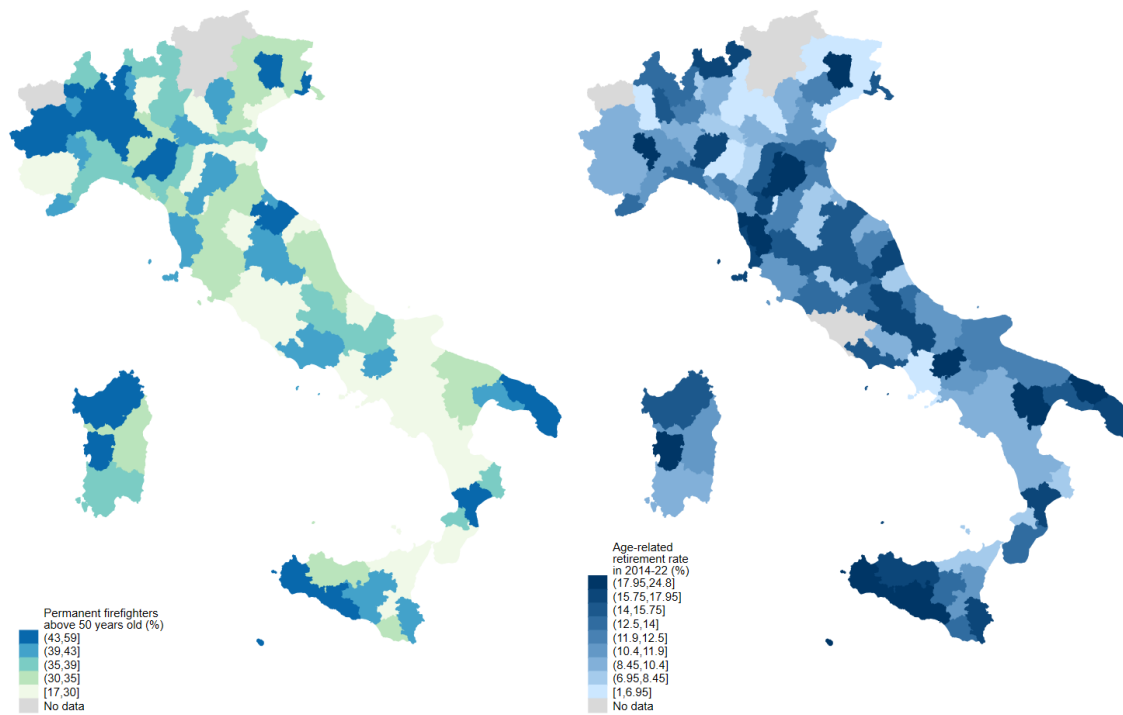 Permanent firefighters
above 50 years old (%)
(43,59]
(39,43]
(35,39]
(30,35]
[17,30]
No data
Age-related
retirement rate
in 2014-22 (%)
(17.95,24.8]
(15.75,17.95]
(14,15.75]
(12.5,14]
(11.9,12.5]
(10.4,11.9]
(8.45,10.4]
(6.95,8.45]
[1,6.95]
No data